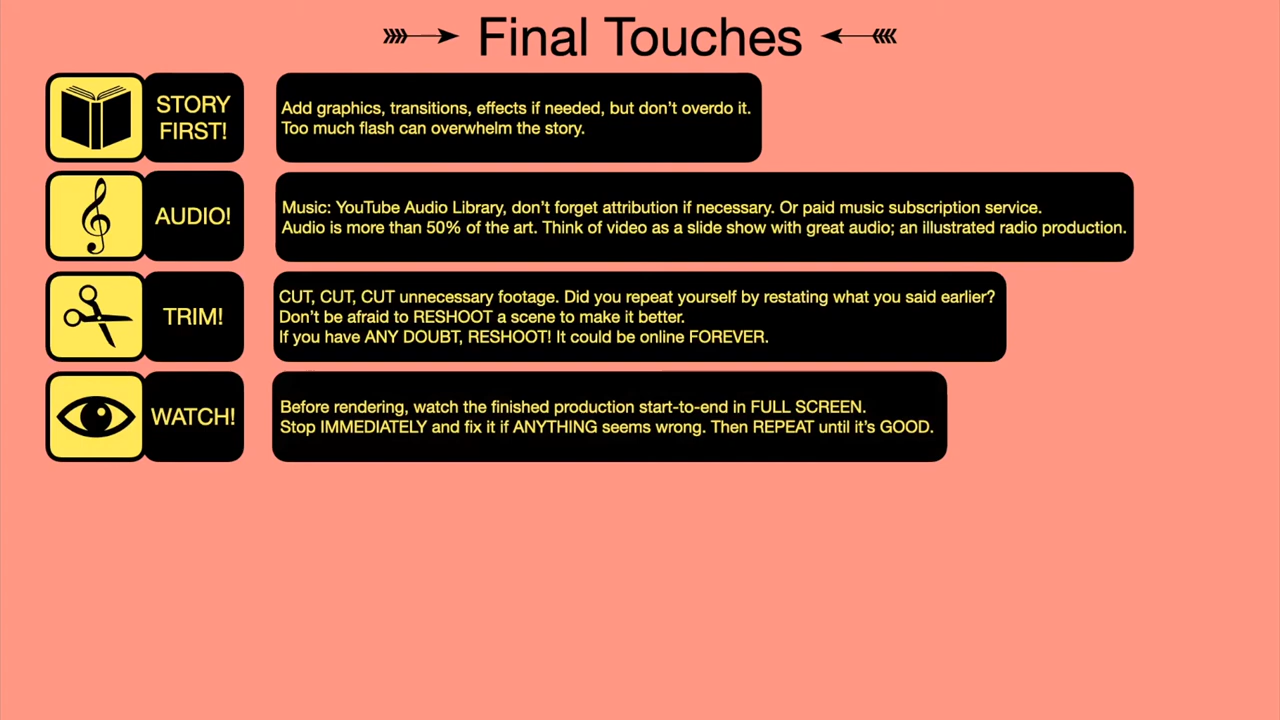 Final Touches
STORY
FIRST!
Add graphics, transitions, effects if needed, but don't overdo it.
Too much flash can overwhelm the story.
AUDIO!
Music: YouTube Audio Library, don't forget attribution if necessary. Or paid music subscription service.
Audio is more than 50% of the art. Think of video as a slide show with great audio; an illustrated radio production.
TRIM!
CUT, CUT, CUT unnecessary footage. Did you repeat yourself by restating what you said earlier?
Don't be afraid to RESHOOT a scene to make it better.
If you have ANY DOUBT, RESHOOT! It could be online FOREVER.
WATCH!
Before rendering, watch the finished production start-to-end in FULL SCREEN.
Stop IMMEDIATELY and fix it if ANYTHING seems wrong. Then REPEAT until it's GOOD.